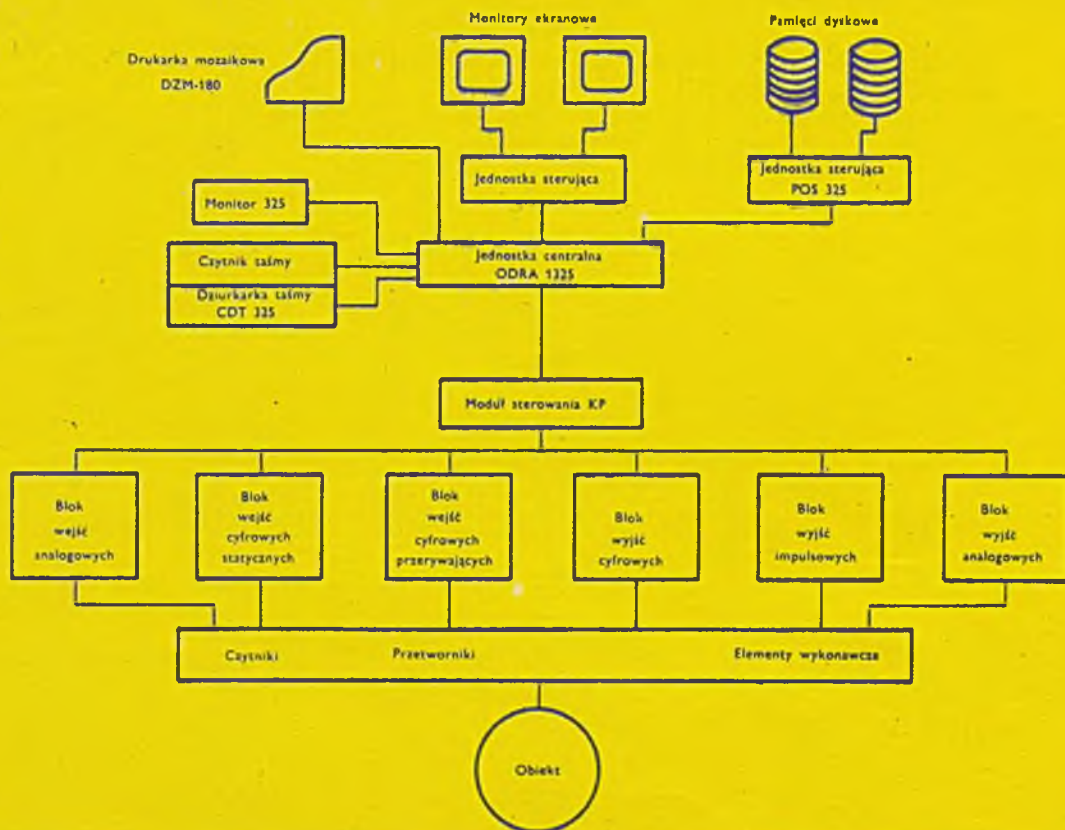 Monitory ekranowe
Pamięci dyskowe
Drukarka mozaikowa
DZM-180
Jednostka sterująca
Jednostka sterująca
POS 325
Monitor 325
Czytnik taśmy
Dziurkarka taśmy
CDT 325
Jednostka centralna
ODRA 1325
Moduł sterowania KP
Blok
wejść
analogowych
Blok
wejść
cyfrowych
statycznych
Blok
wejść
cyfrowych
przerywających
Blok
wyjść
cyfrowych
Blok
wyjść
impulsowych
Blok
wyjść
analogowych
Czytniki
Przetworniki
Elementy wykonawcze
Obiekt